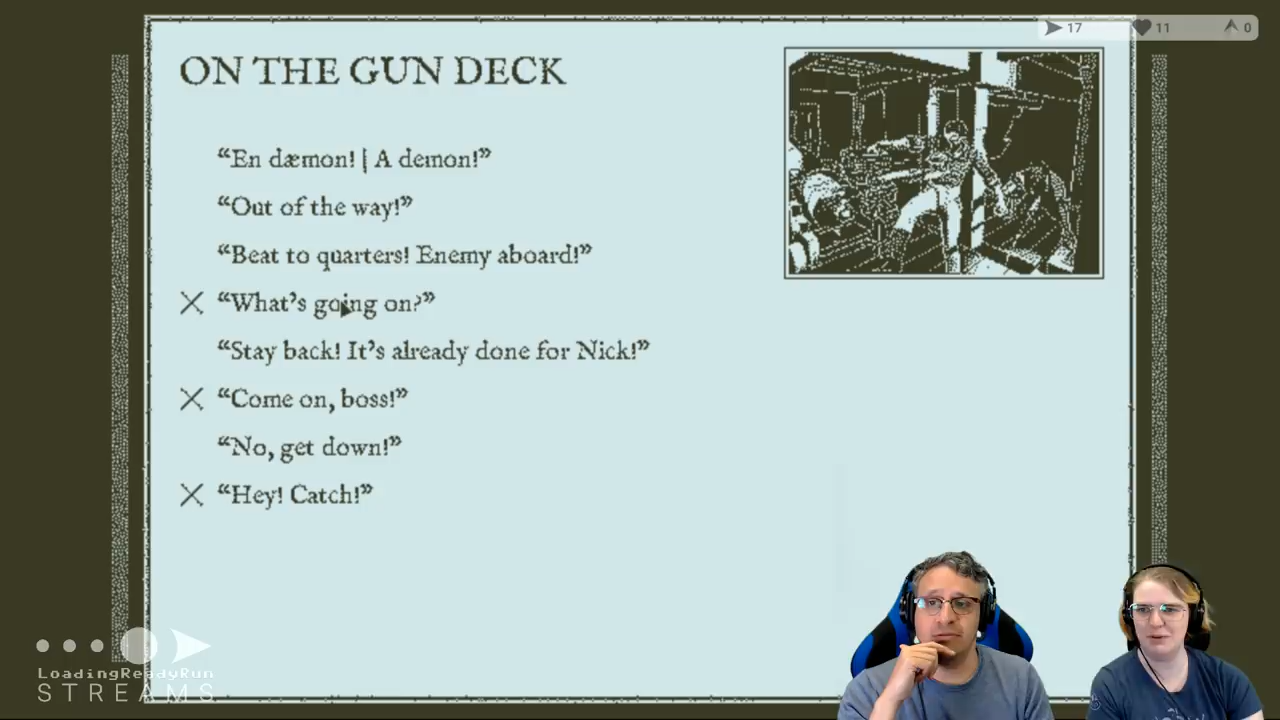 17 11 0
ON THE GUN DECK
“En dæmon! | A demon!”
“Out of the way!”
“Beat to quarters! Enemy aboard!”
“What's going on?”
“Stay back! It's already done for Nick!”
“Come on, boss!”
“No, get down!”
“Hey! Catch!”
LoadingReadyRun
STREAMS